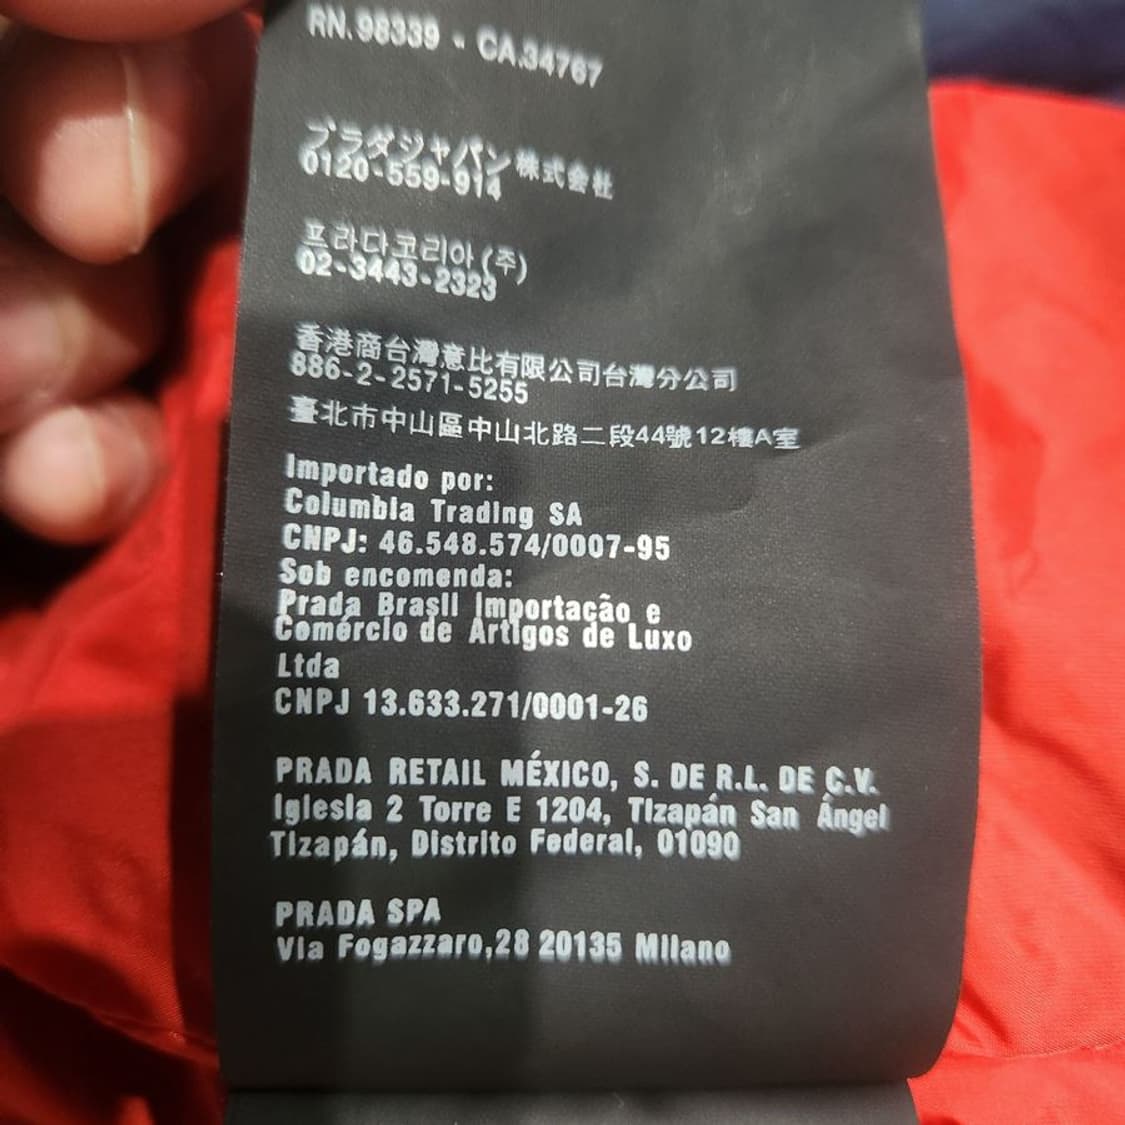 RN.98339 - CA.34767
プラダジャパン株式会社
0120-559-914
프라다코리아(주)
02-3443-2323
香港商台灣意比有限公司台灣分公司
886-2-2571-5255
臺北市中山區中山北路二段44號12樓A室
Importado por:
Columbia Trading SA
CNPJ: 46.548.574/0007-95
Sob encomenda:
Prada Brasil Importação e
Comércio de Artigos de Luxo
Ltda
CNPJ 13.633.271/0001-26
PRADA RETAIL MÉXICO, S. DE R.L. DE C.V.
Iglesia 2 Torre E 1204, Tizapán San Ángel
Tizapán, Distrito Federal, 01090
PRADA SPA
Via Fogazzaro,28 20135 Milano